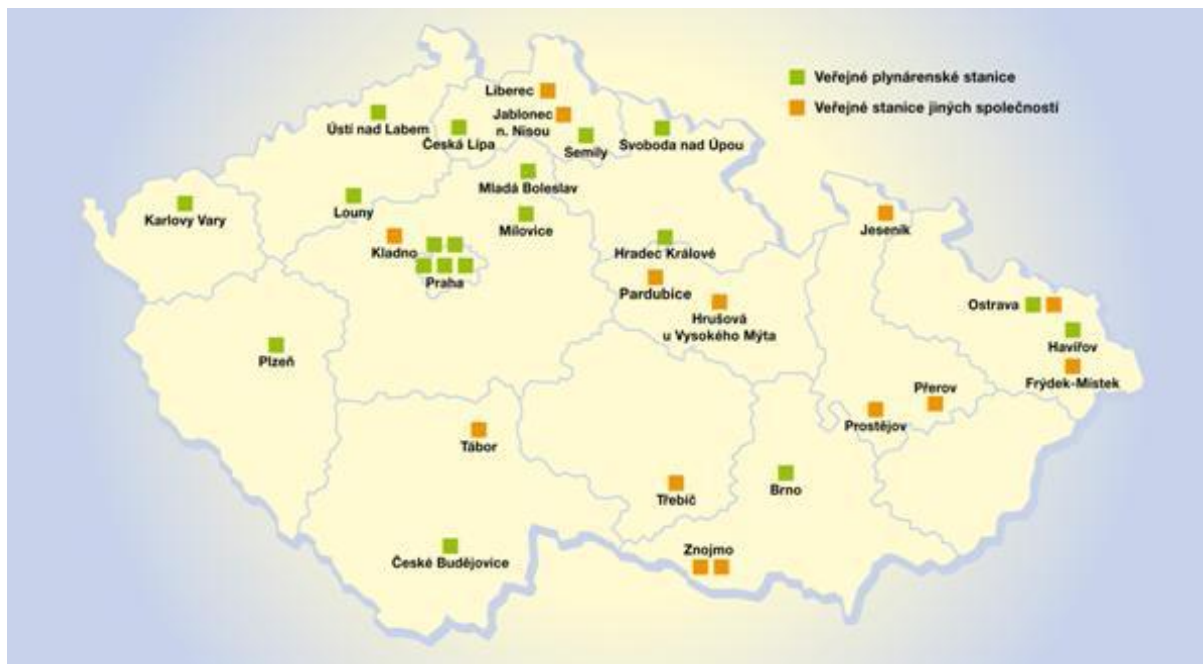 Veřejné plynárenské stanice
Veřejné stanice jiných společností
Liberec
Jablonec
n. Nisou
Ústí nad Labem
Česká Lípa
Semily
Svoboda nad Úpou
Mladá Boleslav
Karlovy Vary
Louny
Milovice
Jeseník
Kladno
Hradec Králové
Praha
Pardubice
Hrušová
u Vysokého Mýta
Ostrava
Havířov
Plzeň
Frýdek-Místek
Přerov
Prostějov
Tábor
Třebíč
Brno
Znojmo
České Budějovice